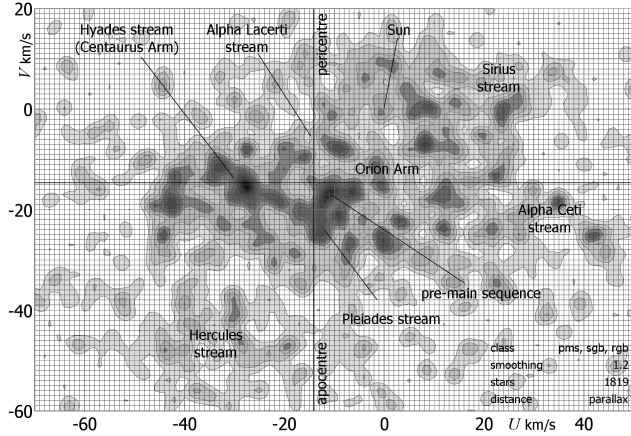 20
Hyades stream
(Centaurus Arm)
Alpha Lacerti
stream
pericentre
Sun
V km/s
Sirius
stream
0
Orion Arm
-20
Alpha Ceti
stream
pre-main sequence
-40
Pleiades stream
Hercules
stream
apocentre
class pms, sgb, rgb
smoothing 1.2
stars 1819
distance parallax
-60
-60 -40 -20 0 20 U km/s 40